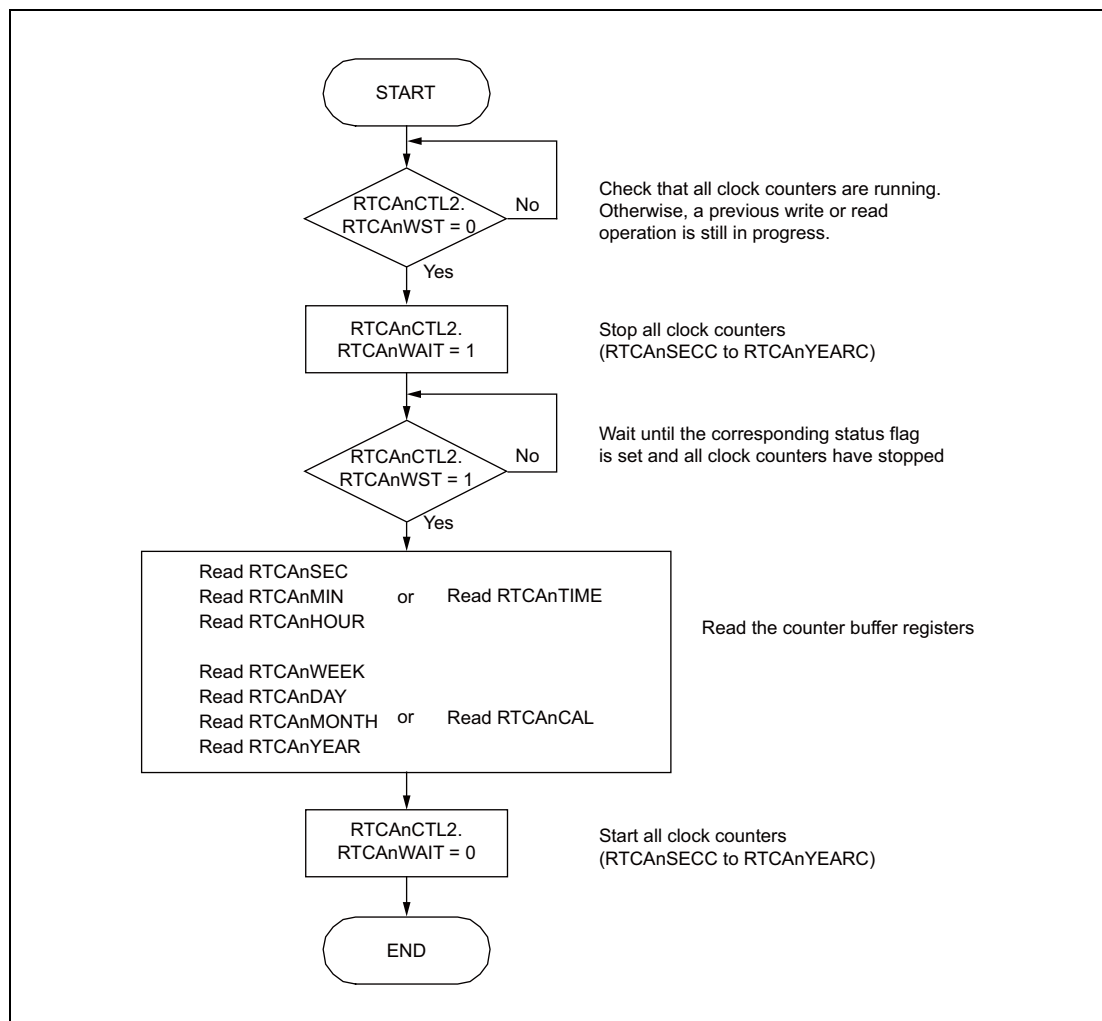 START
RTCAnCTL2.
RTCAnWST = 0
No
Yes
Check that all clock counters are running.
Otherwise, a previous write or read
operation is still in progress.
RTCAnCTL2.
RTCAnWAIT = 1
Stop all clock counters
(RTCAnSECC to RTCAnYEARC)
RTCAnCTL2.
RTCAnWST = 1
No
Yes
Wait until the corresponding status flag
is set and all clock counters have stopped
Read RTCAnSEC
Read RTCAnMIN or Read RTCAnTIME
Read RTCAnHOUR
Read RTCAnWEEK
Read RTCAnDAY
Read RTCAnMONTH or Read RTCAnCAL
Read RTCAnYEAR
Read the counter buffer registers
RTCAnCTL2.
RTCAnWAIT = 0
Start all clock counters
(RTCAnSECC to RTCAnYEARC)
END